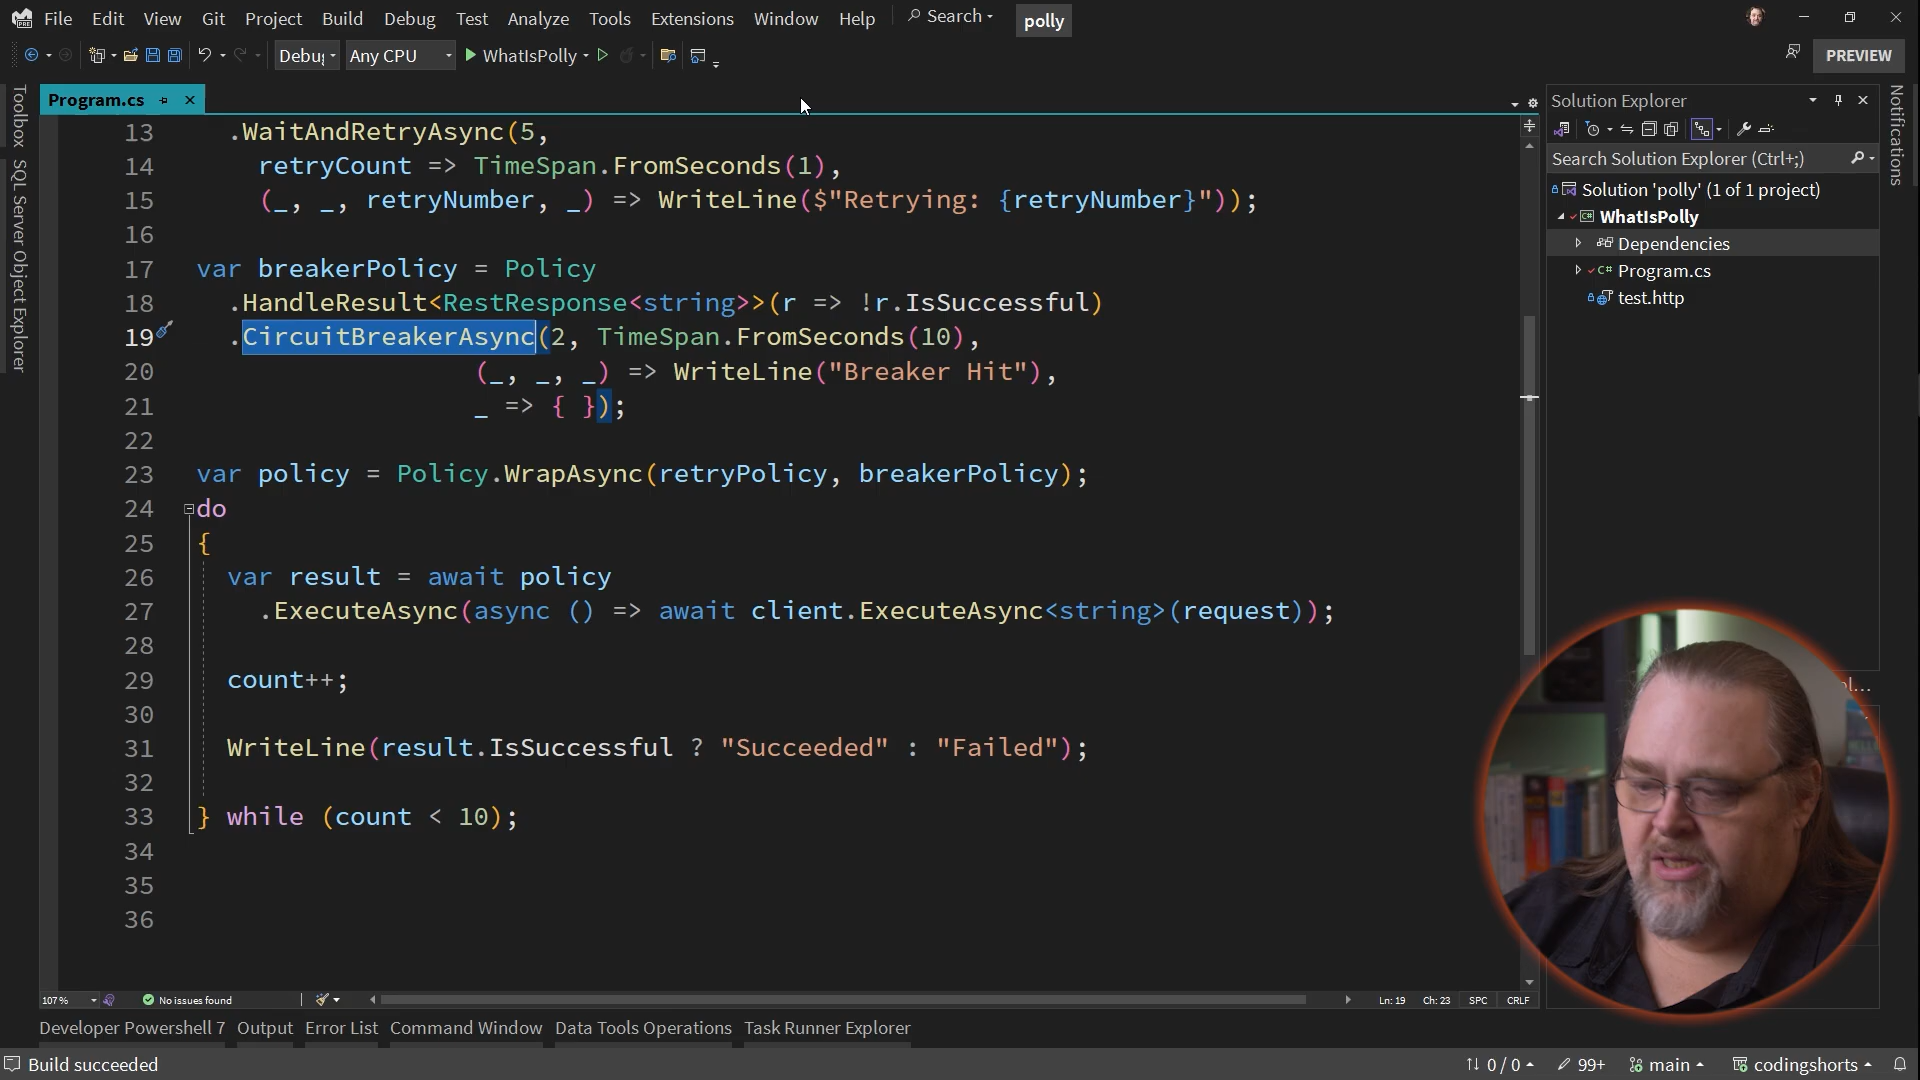 File Edit View Git Project Build Debug Test Analyze Tools Extensions Window Help Search polly
Debug Any CPU WhatIsPolly PREVIEW
Toolbox
SQL Server Object Explorer
Program.cs
13 .WaitAndRetryAsync(5,
14 retryCount => TimeSpan.FromSeconds(1),
15 (_, _, retryNumber, _) => WriteLine($"Retrying: {retryNumber}"));
16
17 var breakerPolicy = Policy
18 .HandleResult<RestResponse<string>>(r => !r.IsSuccessful)
19 .CircuitBreakerAsync(2, TimeSpan.FromSeconds(10),
20 (_, _, _) => WriteLine("Breaker Hit"),
21 _ => { });
22
23 var policy = Policy.WrapAsync(retryPolicy, breakerPolicy);
24 do
25 {
26 var result = await policy
27 .ExecuteAsync(async () => await client.ExecuteAsync<string>(request));
28
29 count++;
30
31 WriteLine(result.IsSuccessful ? "Succeeded" : "Failed");
32
33 } while (count < 10);
34
35
36
107 % No issues found Ln: 19 Ch: 23 SPC CRLF
Solution Explorer
Search Solution Explorer (Ctrl+;)
Solution 'polly' (1 of 1 project)
WhatIsPolly
Dependencies
Program.cs
test.http
Notifications
Developer Powershell 7 Output Error List Command Window Data Tools Operations Task Runner Explorer
Build succeeded 0 / 0 99+ main codingshorts